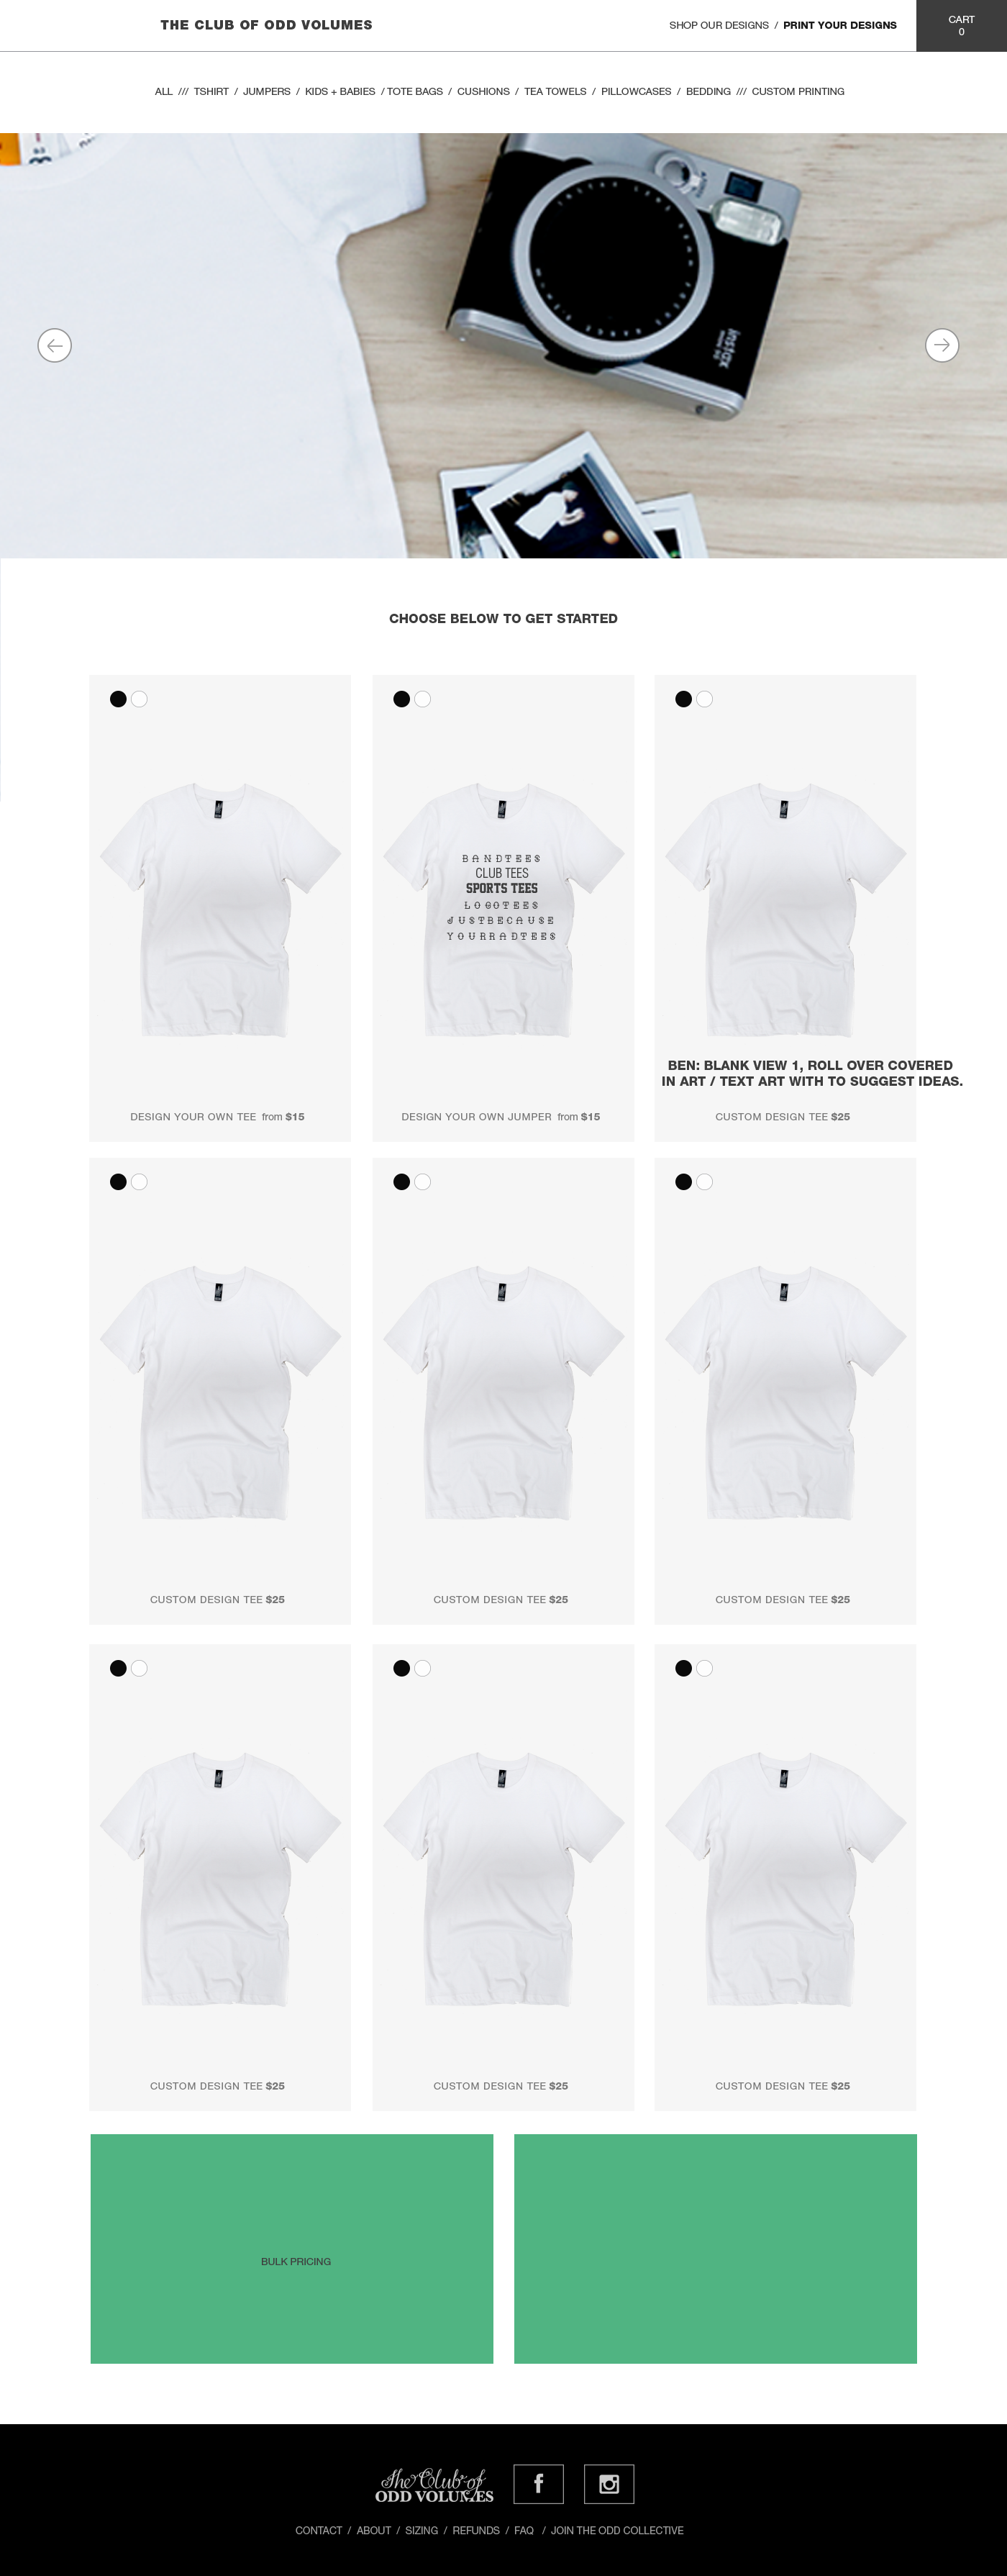 THE CLUB OF ODD VOLUMES
SHOP OUR DESIGNS / PRINT YOUR DESIGNS
CART
0
ALL /// TSHIRT / JUMPERS / KIDS + BABIES / TOTE BAGS / CUSHIONS / TEA TOWELS / PILLOWCASES / BEDDING /// CUSTOM PRINTING
instax
CHOOSE BELOW TO GET STARTED
BANDTEES
CLUB TEES
SPORTS TEES
LOGOTEES
JUSTBECAUSE
YOURRADTEES
BEN: BLANK VIEW 1, ROLL OVER COVERED
IN ART / TEXT ART WITH TO SUGGEST IDEAS.
DESIGN YOUR OWN TEE from $15
DESIGN YOUR OWN JUMPER from $15
CUSTOM DESIGN TEE $25
CUSTOM DESIGN TEE $25
CUSTOM DESIGN TEE $25
CUSTOM DESIGN TEE $25
CUSTOM DESIGN TEE $25
CUSTOM DESIGN TEE $25
CUSTOM DESIGN TEE $25
BULK PRICING
The Club of
ODD VOLUMES
CONTACT / ABOUT / SIZING / REFUNDS / FAQ / JOIN THE ODD COLLECTIVE